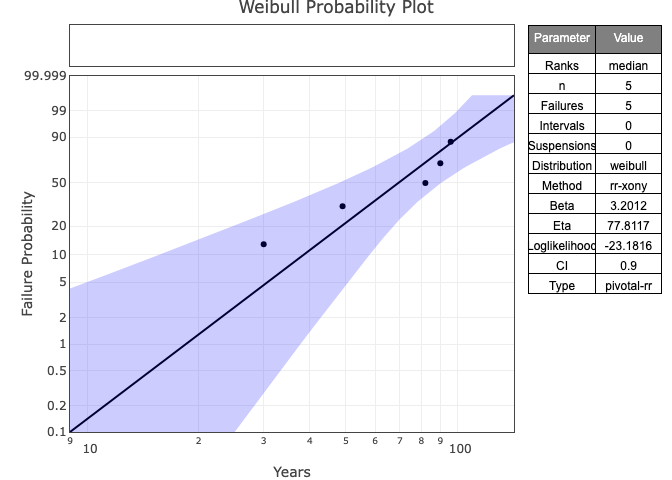 Weibull Probability Plot
99.999
99
90
50
20
10
5
2
1
0.5
0.2
0.1
Failure Probability
9 2 3 4 5 6 7 8 9
10 100
Years
Parameter Value
Ranks median
n 5
Failures 5
Intervals 0
Suspensions 0
Distribution weibull
Method rr-xony
Beta 3.2012
Eta 77.8117
Loglikelihood -23.1816
CI 0.9
Type pivotal-rr